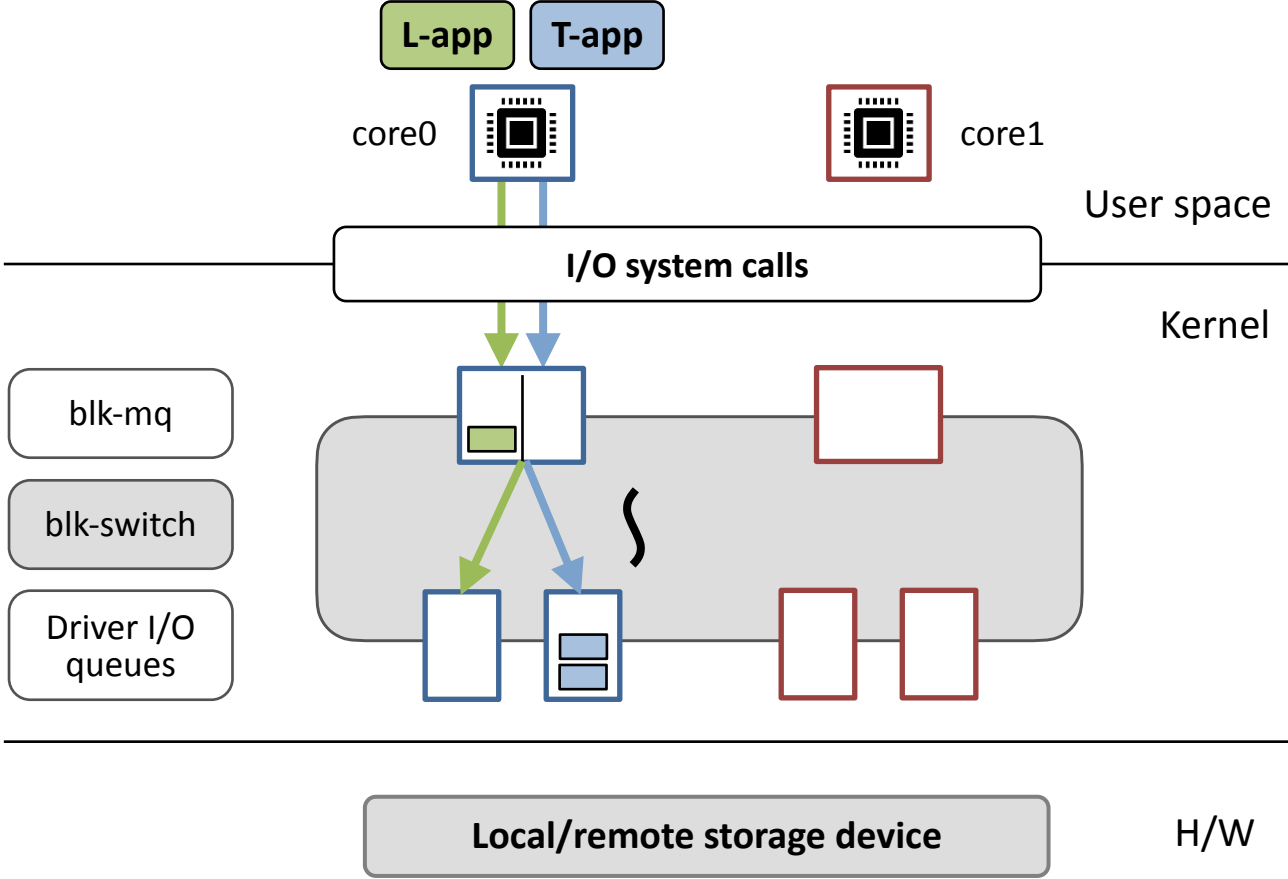 L-app
T-app
core0
core1
User space
I/O system calls
Kernel
blk-mq
blk-switch
Driver I/O
queues
Local/remote storage device
H/W